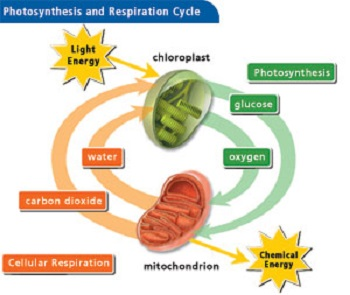 Photosynthesis and Respiration Cycle
Light
Energy
chloroplast
Photosynthesis
glucose
water
oxygen
carbon dioxide
Cellular Respiration
mitochondrion
Chemical
Energy